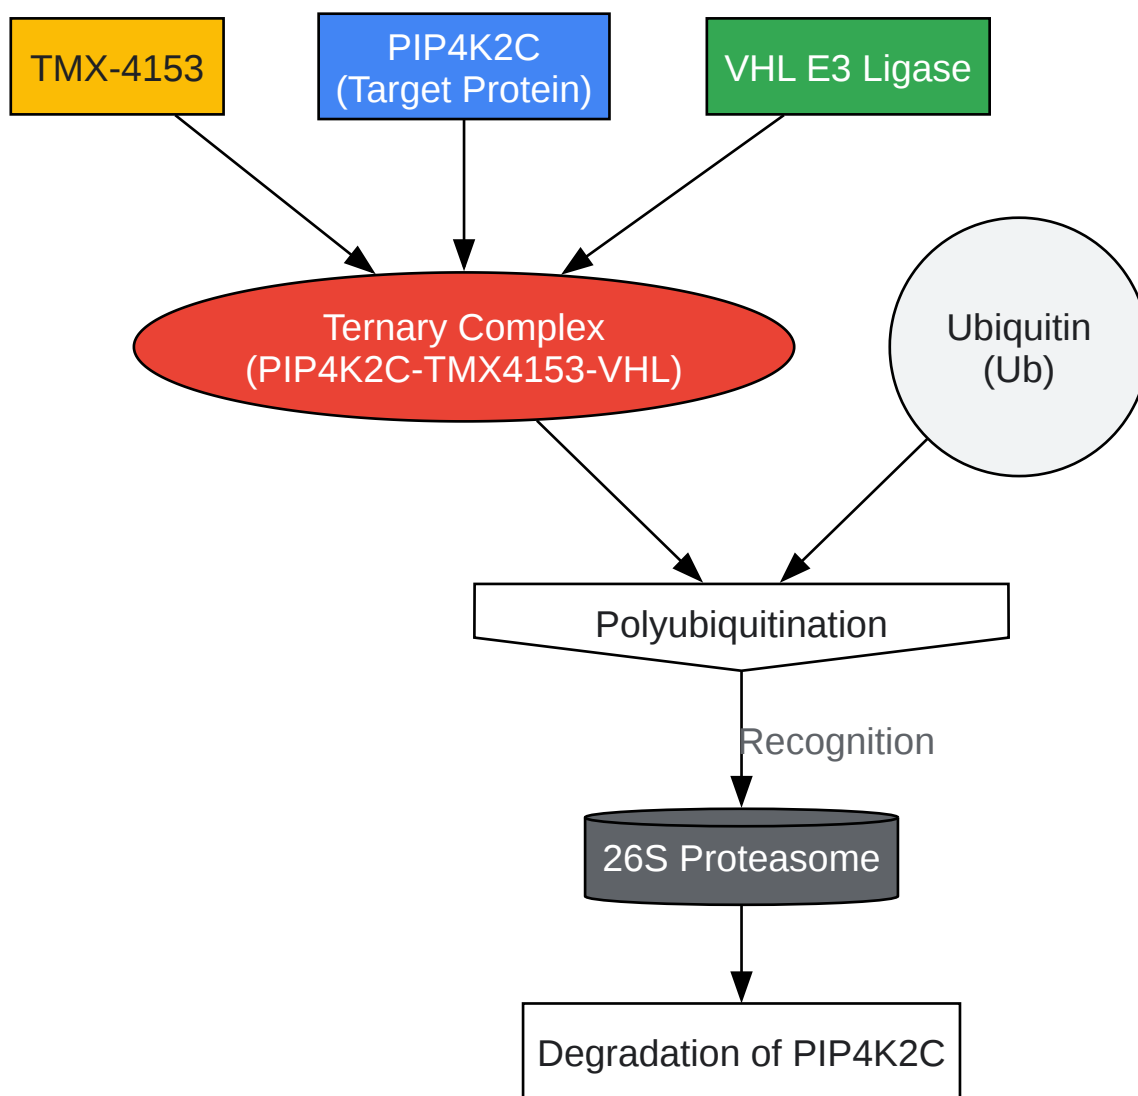 TMX-4153
PIP4K2C
(Target Protein)
VHL E3 Ligase
Ternary Complex
(PIP4K2C-TMX4153-VHL)
Ubiquitin
(Ub)
Polyubiquitination
Recognition
26S Proteasome
Degradation of PIP4K2C